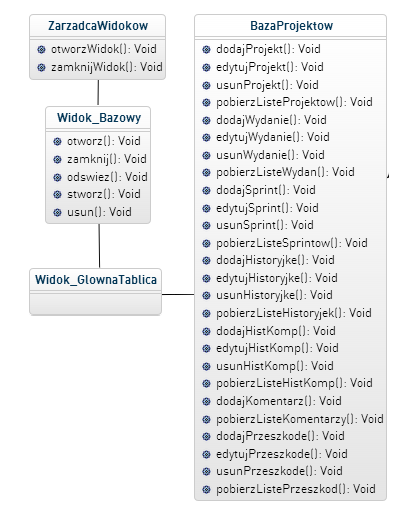 ZarzadcaWidokow
otworzWidok(): Void
zamknijWidok(): Void
Widok_Bazowy
otworz(): Void
zamknij(): Void
odswiez(): Void
stworz(): Void
usun(): Void
Widok_GlownaTablica
BazaProjektow
dodajProjekt(): Void
edytujProjekt(): Void
usunProjekt(): Void
pobierzListeProjektow(): Void
dodajWydanie(): Void
edytujWydanie(): Void
usunWydanie(): Void
pobierzListeWydan(): Void
dodajSprint(): Void
edytujSprint(): Void
usunSprint(): Void
pobierzListeSprintow(): Void
dodajHistoryjke(): Void
edytujHistoryjke(): Void
usunHistoryjke(): Void
pobierzListeHistoryjek(): Void
dodajHistKomp(): Void
edytujHistKomp(): Void
usunHistKomp(): Void
pobierzListeHistKomp(): Void
dodajKomentarz(): Void
pobierzListeKomentarzy(): Void
dodajPrzeszkode(): Void
edytujPrzeszkode(): Void
usunPrzeszkode(): Void
pobierzListePrzeszkod(): Void